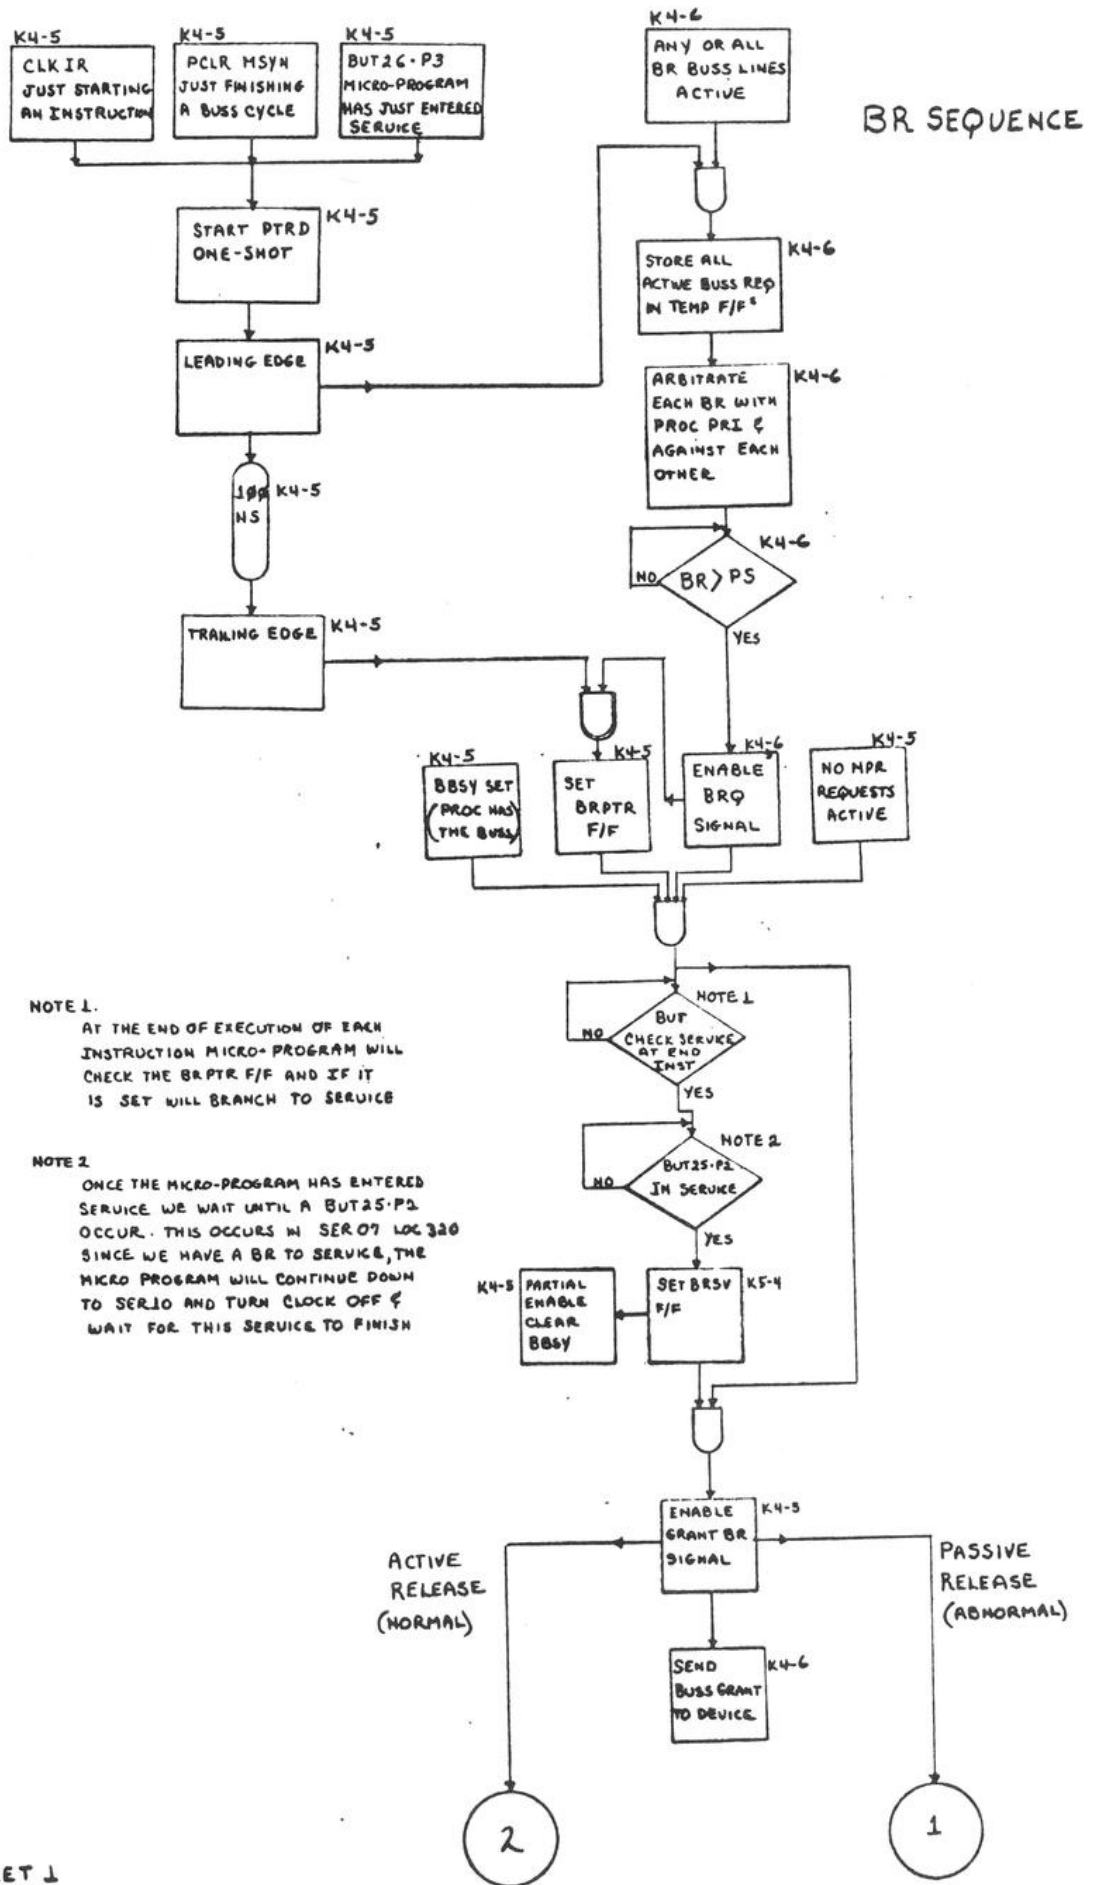 BR SEQUENCE
K4-5
CLK IR
JUST STARTING
AN INSTRUCTION
K4-5
PCLR MSYN
JUST FINISHING
A BUSS CYCLE
K4-5
BUT26·P3
MICRO-PROGRAM
HAS JUST ENTERED
SERVICE
K4-6
ANY OR ALL
BR BUSS LINES
ACTIVE
K4-5
START PTRD
ONE-SHOT
K4-6
STORE ALL
ACTIVE BUSS REQ
IN TEMP F/FS
K4-5
LEADING EDGE
K4-6
ARBITRATE
EACH BR WITH
PROC PRI &
AGAINST EACH
OTHER
1ØØ K4-5
NS
K4-6
BR > PS
NO
YES
K4-5
TRAILING EDGE
K4-5
BBSY SET
(PROC HAS)
(THE BUSS)
K4-5
SET
BRPTR
F/F
K4-6
ENABLE
BRQ
SIGNAL
K4-5
NO NPR
REQUESTS
ACTIVE
NOTE 1
BUT
CHECK SERVICE
AT END
INST
NO
YES
NOTE 1.
AT THE END OF EXECUTION OF EACH
INSTRUCTION MICRO-PROGRAM WILL
CHECK THE BRPTR F/F AND IF IT
IS SET WILL BRANCH TO SERVICE
NOTE 2
BUT25·P2
IN SERVICE
NO
YES
NOTE 2
ONCE THE MICRO-PROGRAM HAS ENTERED
SERVICE WE WAIT UNTIL A BUT25·P2
OCCUR. THIS OCCURS IN SER07 LOC 320
SINCE WE HAVE A BR TO SERVICE, THE
MICRO PROGRAM WILL CONTINUE DOWN
TO SER10 AND TURN CLOCK OFF &
WAIT FOR THIS SERVICE TO FINISH
K4-5
PARTIAL
ENABLE
CLEAR
BBSY
SET BRSV
F/F
K5-4
ENABLE
GRANT BR
SIGNAL
K4-5
ACTIVE
RELEASE
(NORMAL)
PASSIVE
RELEASE
(ABNORMAL)
SEND
BUSS GRANT
TO DEVICE
K4-6
2
1
ET 1